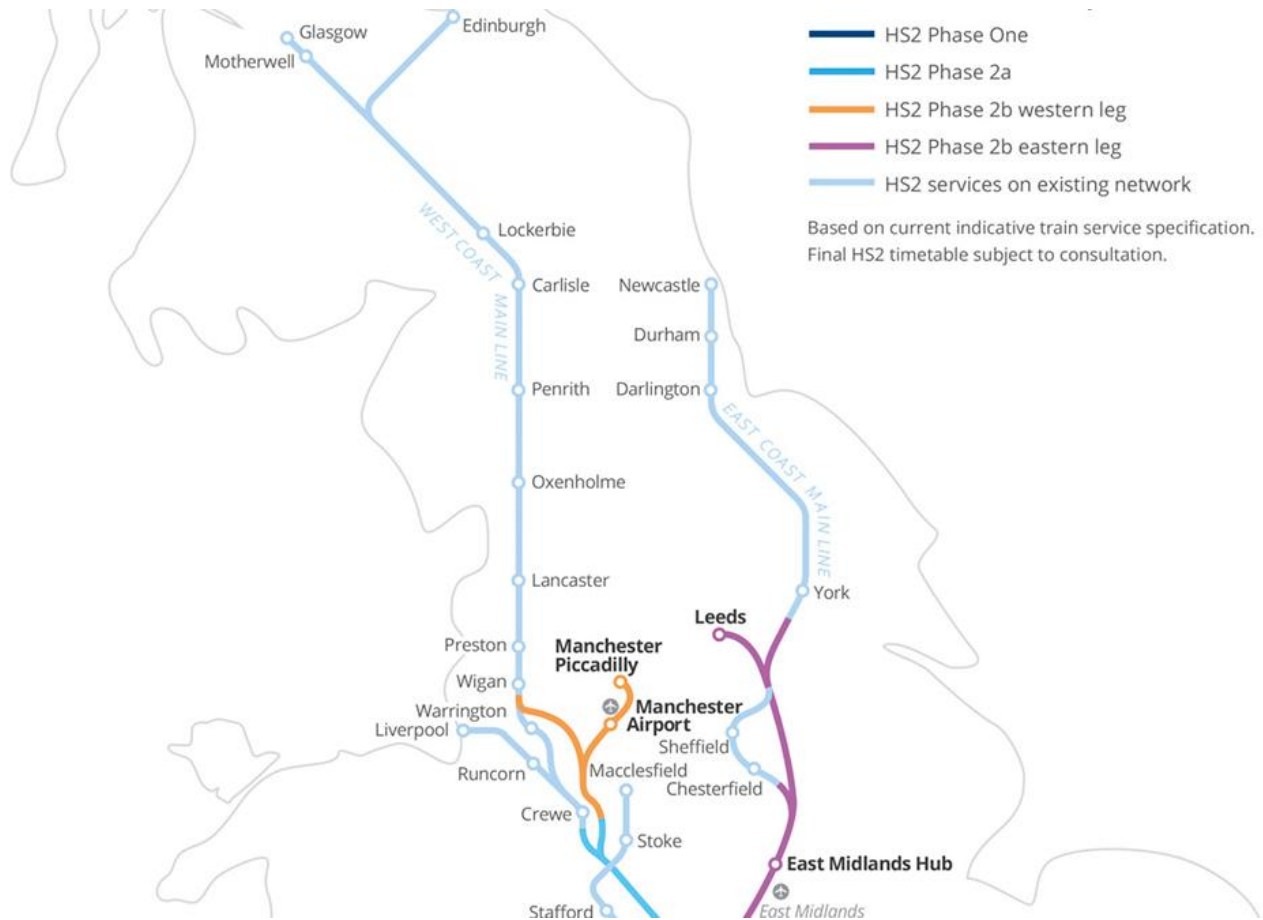 Glasgow
Edinburgh
Motherwell
HS2 Phase One
HS2 Phase 2a
HS2 Phase 2b western leg
HS2 Phase 2b eastern leg
HS2 services on existing network
Based on current indicative train service specification.
Final HS2 timetable subject to consultation.
WEST COAST MAIN LINE
Lockerbie
Carlisle
Newcastle
Durham
Penrith
Darlington
EAST COAST MAIN LINE
Oxenholme
Lancaster
York
Leeds
Preston
Manchester
Piccadilly
Wigan
Warrington
Manchester
Airport
Liverpool
Sheffield
Runcorn
Macclesfield
Chesterfield
Crewe
Stoke
East Midlands Hub
Stafford
East Midlands